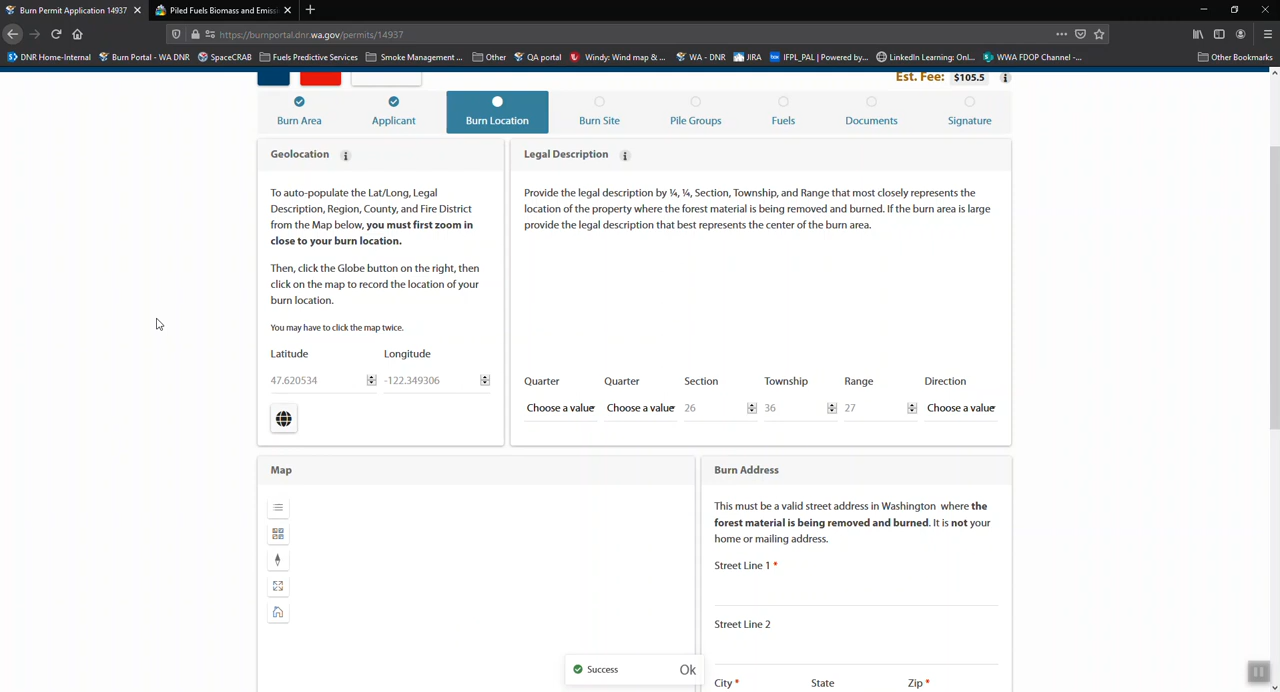 Burn Permit Application 14937
Piled Fuels Biomass and Emissi
https://burnportal.dnr.wa.gov/permits/14937
DNR Home-Internal
Burn Portal - WA DNR
SpaceCRAB
Fuels Predictive Services
Smoke Management ...
Other
QA portal
Windy: Wind map & ...
WA - DNR
JIRA
IFPL_PAL | Powered by...
LinkedIn Learning: Onl...
WWA FDOP Channel -...
Other Bookmarks
Est. Fee: $105.5
Burn Area
Applicant
Burn Location
Burn Site
Pile Groups
Fuels
Documents
Signature
Geolocation
To auto-populate the Lat/Long, Legal
Description, Region, County, and Fire District
from the Map below, you must first zoom in
close to your burn location.
Then, click the Globe button on the right, then
click on the map to record the location of your
burn location.
You may have to click the map twice.
Latitude Longitude
47.620534 -122.349306
Legal Description
Provide the legal description by ¼, ¼, Section, Township, and Range that most closely represents the
location of the property where the forest material is being removed and burned. If the burn area is large
provide the legal description that best represents the center of the burn area.
Quarter Quarter Section Township Range Direction
Choose a value Choose a value 26 36 27 Choose a value
Map
Burn Address
This must be a valid street address in Washington where the
forest material is being removed and burned. It is not your
home or mailing address.
Street Line 1 *
Street Line 2
City * State Zip *
Success Ok